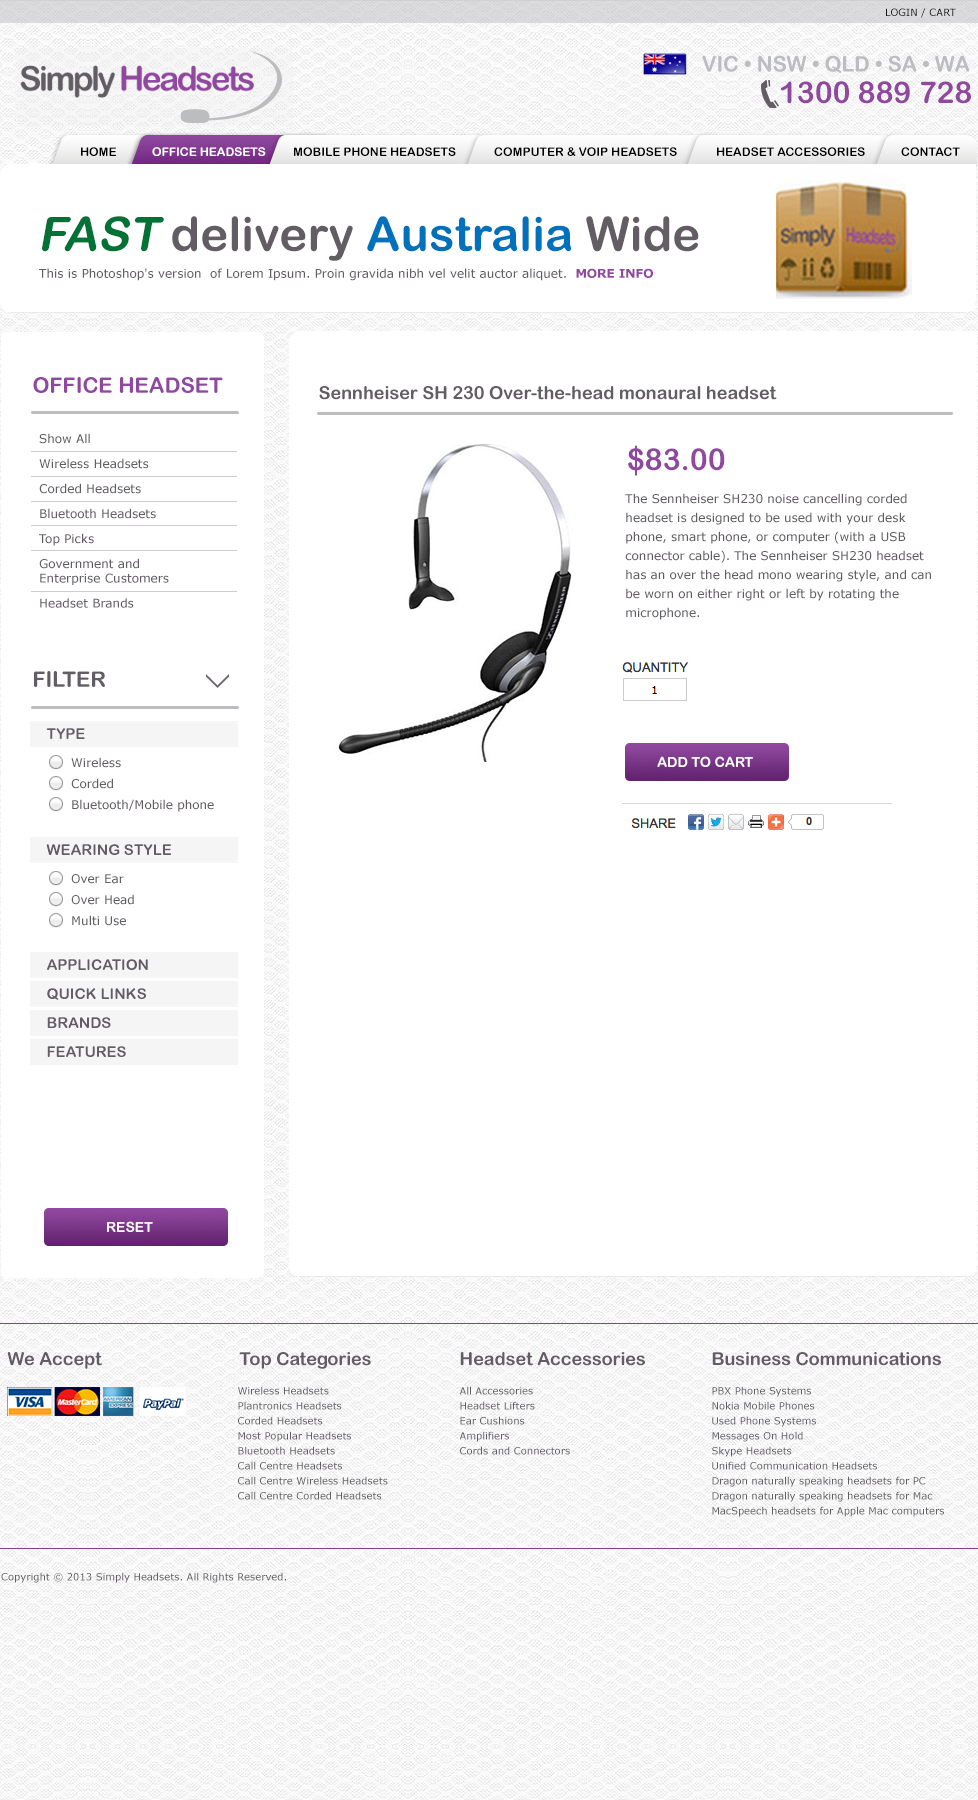 LOGIN / CART
Simply Headsets
VIC • NSW • QLD • SA • WA
1300 889 728
HOME
OFFICE HEADSETS
MOBILE PHONE HEADSETS
COMPUTER & VOIP HEADSETS
HEADSET ACCESSORIES
CONTACT
FAST delivery Australia Wide
This is Photoshop's version of Lorem Ipsum. Proin gravida nibh vel velit auctor aliquet. MORE INFO
Simply Headsets
OFFICE HEADSET
Show All
Wireless Headsets
Corded Headsets
Bluetooth Headsets
Top Picks
Government and
Enterprise Customers
Headset Brands
FILTER
TYPE
Wireless
Corded
Bluetooth/Mobile phone
WEARING STYLE
Over Ear
Over Head
Multi Use
APPLICATION
QUICK LINKS
BRANDS
FEATURES
RESET
Sennheiser SH 230 Over-the-head monaural headset
SENNHEISER
$83.00
The Sennheiser SH230 noise cancelling corded
headset is designed to be used with your desk
phone, smart phone, or computer (with a USB
connector cable). The Sennheiser SH230 headset
has an over the head mono wearing style, and can
be worn on either right or left by rotating the
microphone.
QUANTITY
1
ADD TO CART
SHARE
0
We Accept
VISA
MasterCard
AMERICAN EXPRESS
PayPal
Top Categories
Wireless Headsets
Plantronics Headsets
Corded Headsets
Most Popular Headsets
Bluetooth Headsets
Call Centre Headsets
Call Centre Wireless Headsets
Call Centre Corded Headsets
Headset Accessories
All Accessories
Headset Lifters
Ear Cushions
Amplifiers
Cords and Connectors
Business Communications
PBX Phone Systems
Nokia Mobile Phones
Used Phone Systems
Messages On Hold
Skype Headsets
Unified Communication Headsets
Dragon naturally speaking headsets for PC
Dragon naturally speaking headsets for Mac
MacSpeech headsets for Apple Mac computers
Copyright © 2013 Simply Headsets. All Rights Reserved.